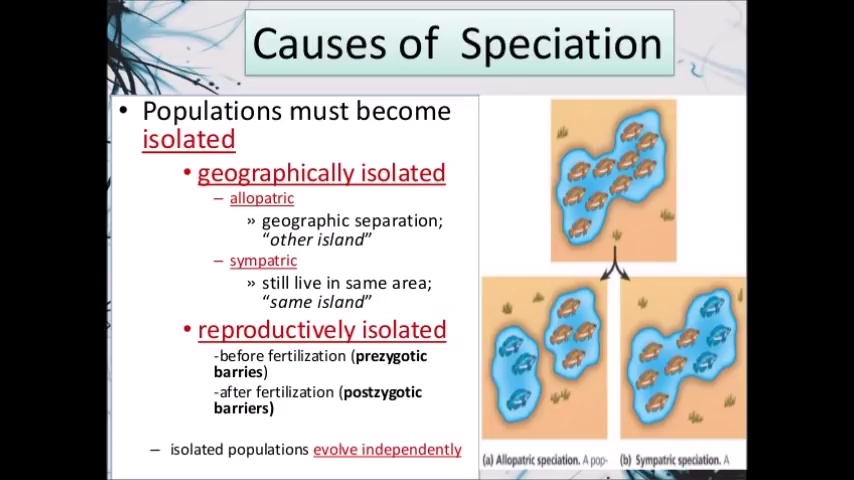 Causes of Speciation
• Populations must become
isolated
• geographically isolated
– allopatric
» geographic separation;
“other island”
– sympatric
» still live in same area;
“same island”
• reproductively isolated
-before fertilization (prezygotic
barries)
-after fertilization (postzygotic
barriers)
– isolated populations evolve independently
(a) Allopatric speciation. A pop-
(b) Sympatric speciation. A